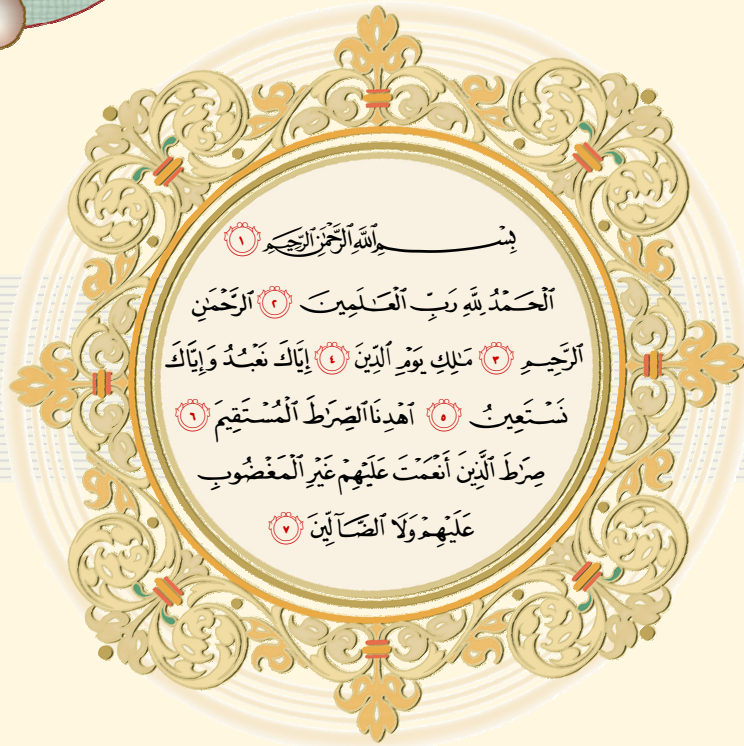 بِسْمِ ٱللَّهِ ٱلرَّحْمَٰنِ ٱلرَّحِيمِ ١
ٱلْحَمْدُ لِلَّهِ رَبِّ ٱلْعَٰلَمِينَ ٢ ٱلرَّحْمَٰنِ
ٱلرَّحِيمِ ٣ مَٰلِكِ يَوْمِ ٱلدِّينِ ٤ إِيَّاكَ نَعْبُدُ وَإِيَّاكَ
نَسْتَعِينُ ٥ ٱهْدِنَا ٱلصِّرَٰطَ ٱلْمُسْتَقِيمَ ٦
صِرَٰطَ ٱلَّذِينَ أَنْعَمْتَ عَلَيْهِمْ غَيْرِ ٱلْمَغْضُوبِ
عَلَيْهِمْ وَلَا ٱلضَّآلِّينَ ٧